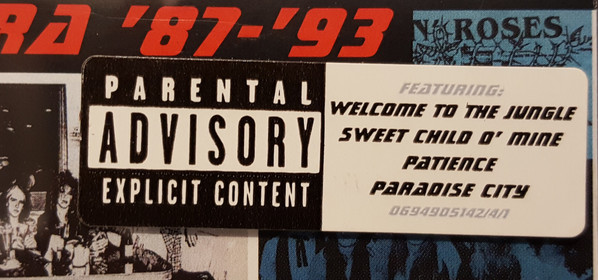 RA '87-'93
N ROSES
PARENTAL
ADVISORY
EXPLICIT CONTENT
FEATURING:
WELCOME TO THE JUNGLE
SWEET CHILD O' MINE
PATIENCE
PARADISE CITY
0694905142/4/1